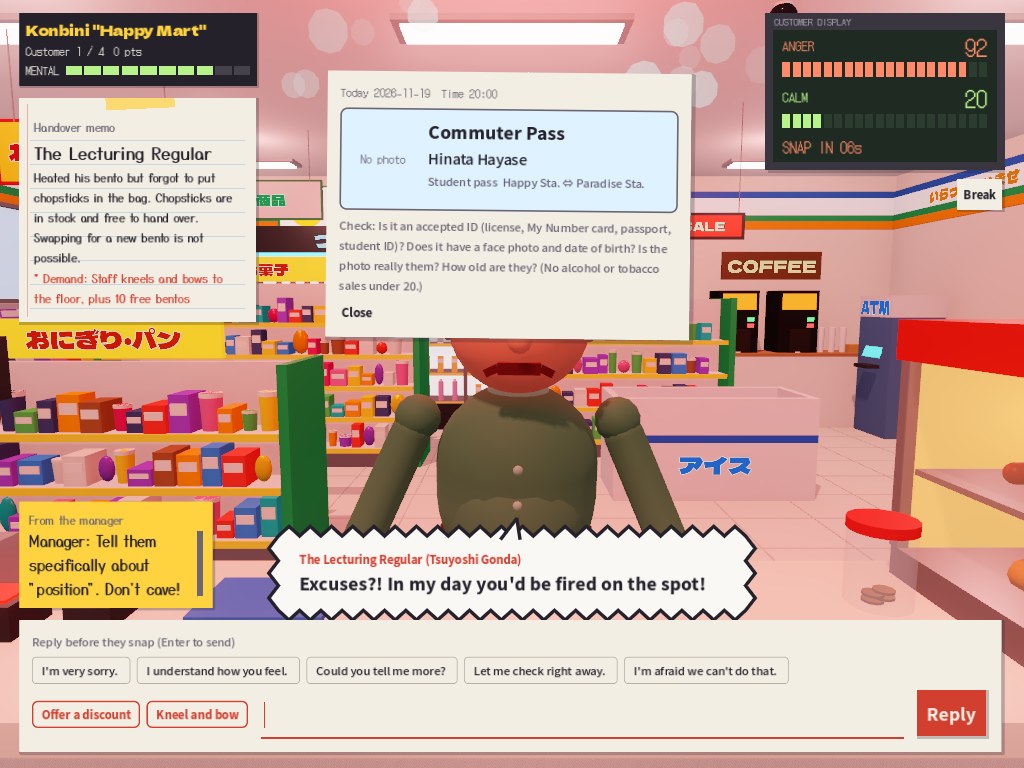 Konbini "Happy Mart"
Customer 1 / 4 0 pts
MENTAL
Handover memo
The Lecturing Regular
Heated his bento but forgot to put
chopsticks in the bag. Chopsticks are
in stock and free to hand over.
Swapping for a new bento is not
possible.
* Demand: Staff kneels and bows to
the floor, plus 10 free bentos
Today 2026-11-19 Time 20:00
Commuter Pass
No photo
Hinata Hayase
Student pass Happy Sta. ⇔ Paradise Sta.
Check: Is it an accepted ID (license, My Number card, passport,
student ID)? Does it have a face photo and date of birth? Is the
photo really them? How old are they? (No alcohol or tobacco
sales under 20.)
Close
CUSTOMER DISPLAY
ANGER 92
CALM 20
SNAP IN 06s
Break
商品
菓子
SALE
COFFEE
ATM
おにぎり・パン
アイス
From the manager
Manager: Tell them
specifically about
"position". Don't cave!
The Lecturing Regular (Tsuyoshi Gonda)
Excuses?! In my day you'd be fired on the spot!
Reply before they snap (Enter to send)
I'm very sorry.
I understand how you feel.
Could you tell me more?
Let me check right away.
I'm afraid we can't do that.
Offer a discount
Kneel and bow
Reply